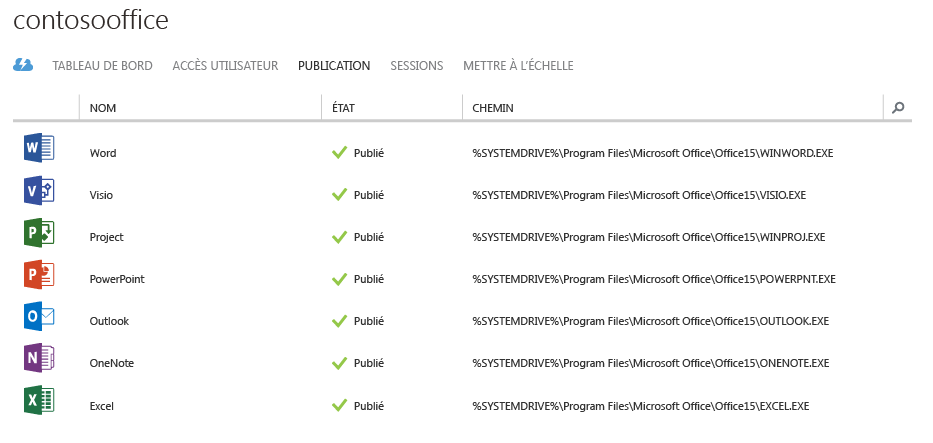 contosooffice
TABLEAU DE BORD ACCÈS UTILISATEUR PUBLICATION SESSIONS METTRE À L'ÉCHELLE
NOM ÉTAT CHEMIN
W Word Publié %SYSTEMDRIVE%\Program Files\Microsoft Office\Office15\WINWORD.EXE
V Visio Publié %SYSTEMDRIVE%\Program Files\Microsoft Office\Office15\VISIO.EXE
P Project Publié %SYSTEMDRIVE%\Program Files\Microsoft Office\Office15\WINPROJ.EXE
P PowerPoint Publié %SYSTEMDRIVE%\Program Files\Microsoft Office\Office15\POWERPNT.EXE
O Outlook Publié %SYSTEMDRIVE%\Program Files\Microsoft Office\Office15\OUTLOOK.EXE
N OneNote Publié %SYSTEMDRIVE%\Program Files\Microsoft Office\Office15\ONENOTE.EXE
X Excel Publié %SYSTEMDRIVE%\Program Files\Microsoft Office\Office15\EXCEL.EXE